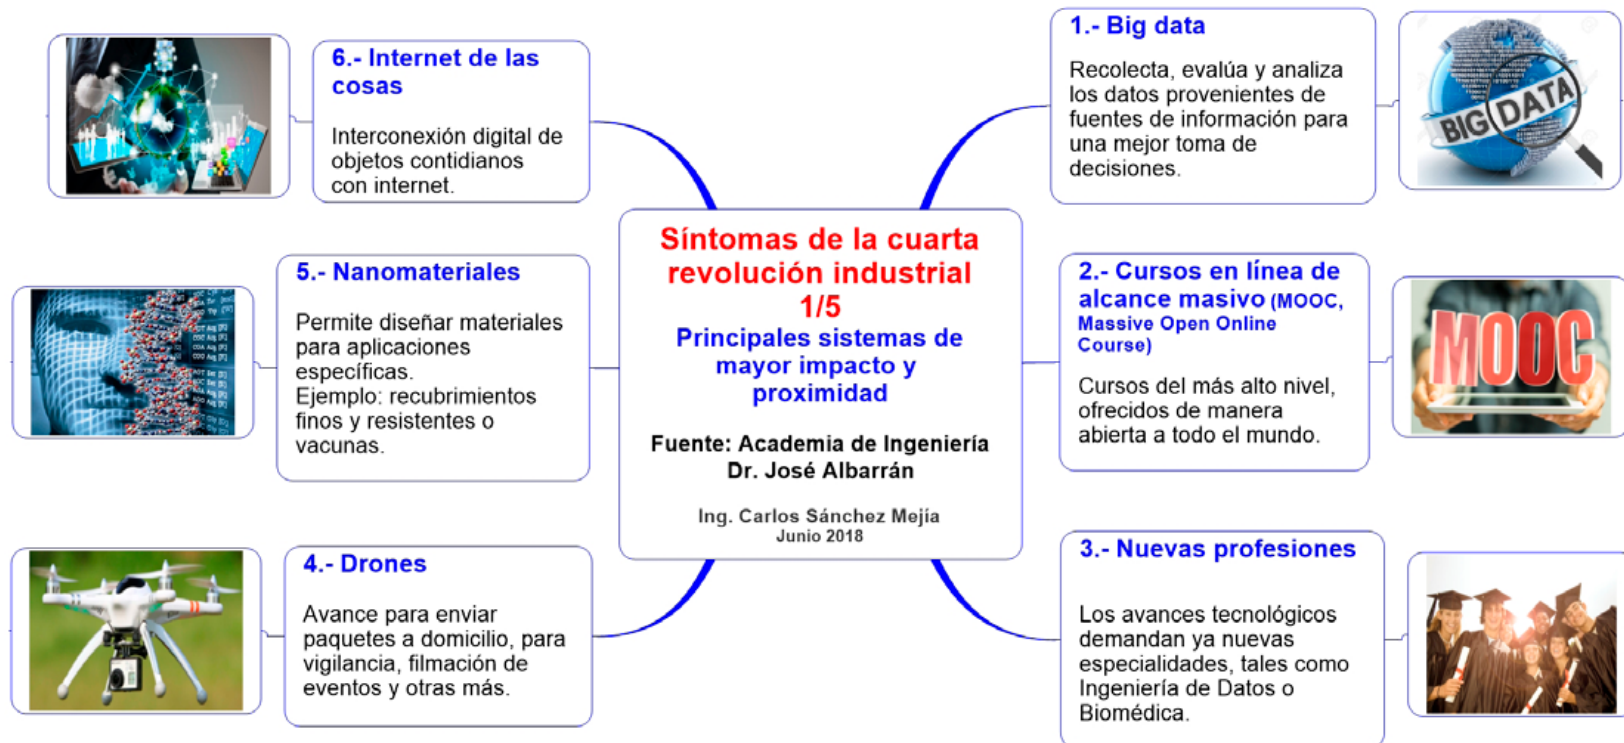 Síntomas de la cuarta
revolución industrial
1/5
Principales sistemas de
mayor impacto y
proximidad
Fuente: Academia de Ingeniería
Dr. José Albarrán
Ing. Carlos Sánchez Mejía
Junio 2018
1.- Big data
Recolecta, evalúa y analiza
los datos provenientes de
fuentes de información para
una mejor toma de
decisiones.
BIG DATA
2.- Cursos en línea de
alcance masivo (MOOC,
Massive Open Online
Course)
Cursos del más alto nivel,
ofrecidos de manera
abierta a todo el mundo.
MOOC
3.- Nuevas profesiones
Los avances tecnológicos
demandan ya nuevas
especialidades, tales como
Ingeniería de Datos o
Biomédica.
4.- Drones
Avance para enviar
paquetes a domicilio, para
vigilancia, filmación de
eventos y otras más.
5.- Nanomateriales
Permite diseñar materiales
para aplicaciones
específicas.
Ejemplo: recubrimientos
finos y resistentes o
vacunas.
6.- Internet de las
cosas
Interconexión digital de
objetos contidianos
con internet.